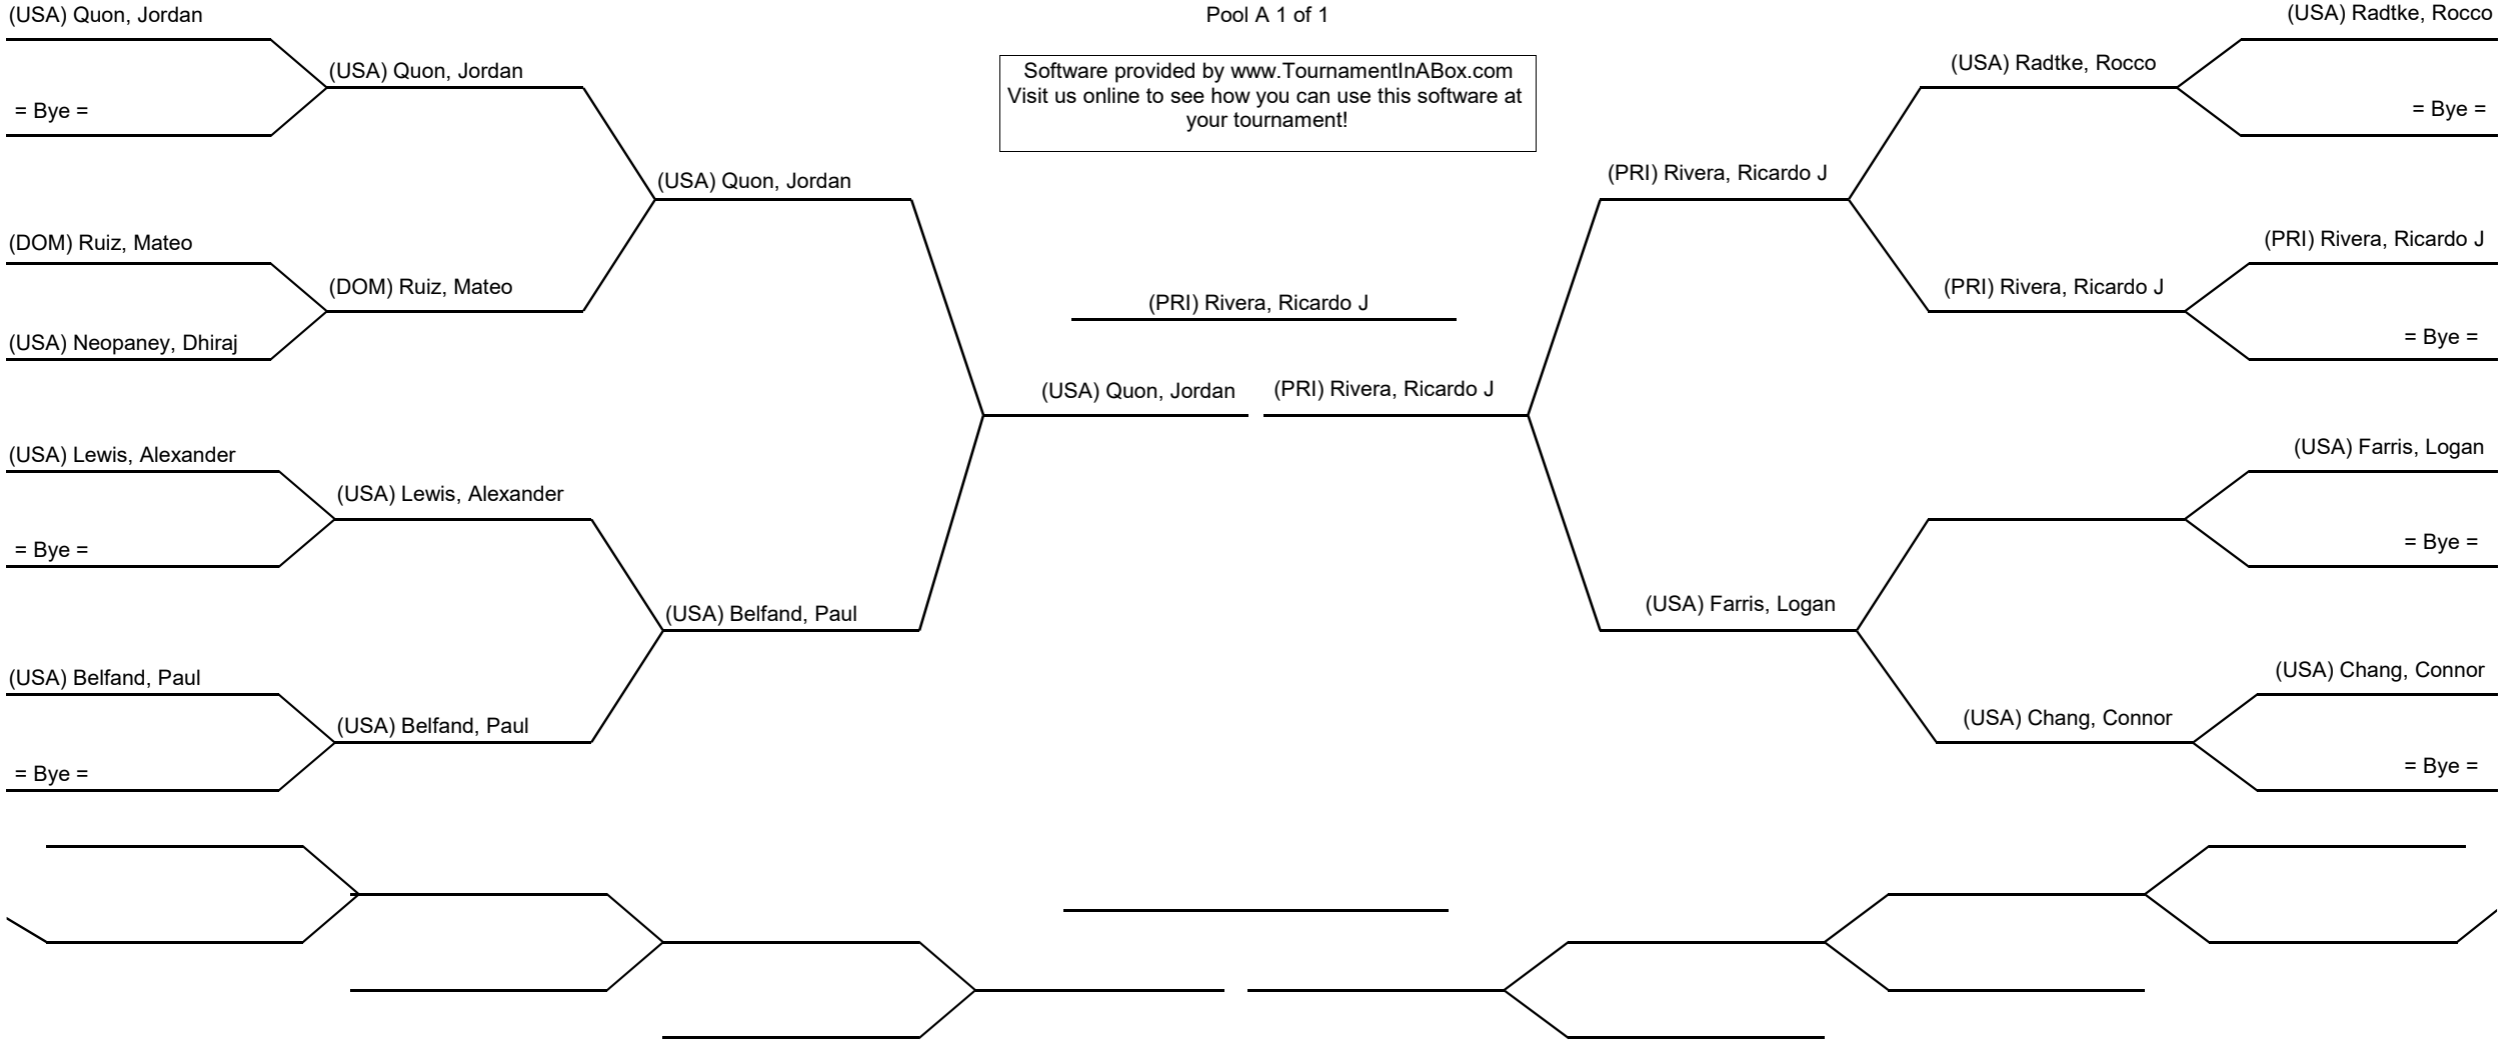 (USA) Quon, Jordan
Pool A 1 of 1
(USA) Radtke, Rocco
(USA) Quon, Jordan
Software provided by www.TournamentInABox.com
Visit us online to see how you can use this software at
your tournament!
(USA) Radtke, Rocco
= Bye =
= Bye =
(USA) Quon, Jordan
(PRI) Rivera, Ricardo J
(DOM) Ruiz, Mateo
(PRI) Rivera, Ricardo J
(DOM) Ruiz, Mateo
(PRI) Rivera, Ricardo J
(PRI) Rivera, Ricardo J
(USA) Neopaney, Dhiraj
= Bye =
(USA) Quon, Jordan
(PRI) Rivera, Ricardo J
(USA) Lewis, Alexander
(USA) Farris, Logan
(USA) Lewis, Alexander
= Bye =
= Bye =
(USA) Belfand, Paul
(USA) Farris, Logan
(USA) Belfand, Paul
(USA) Chang, Connor
(USA) Belfand, Paul
(USA) Chang, Connor
= Bye =
= Bye =